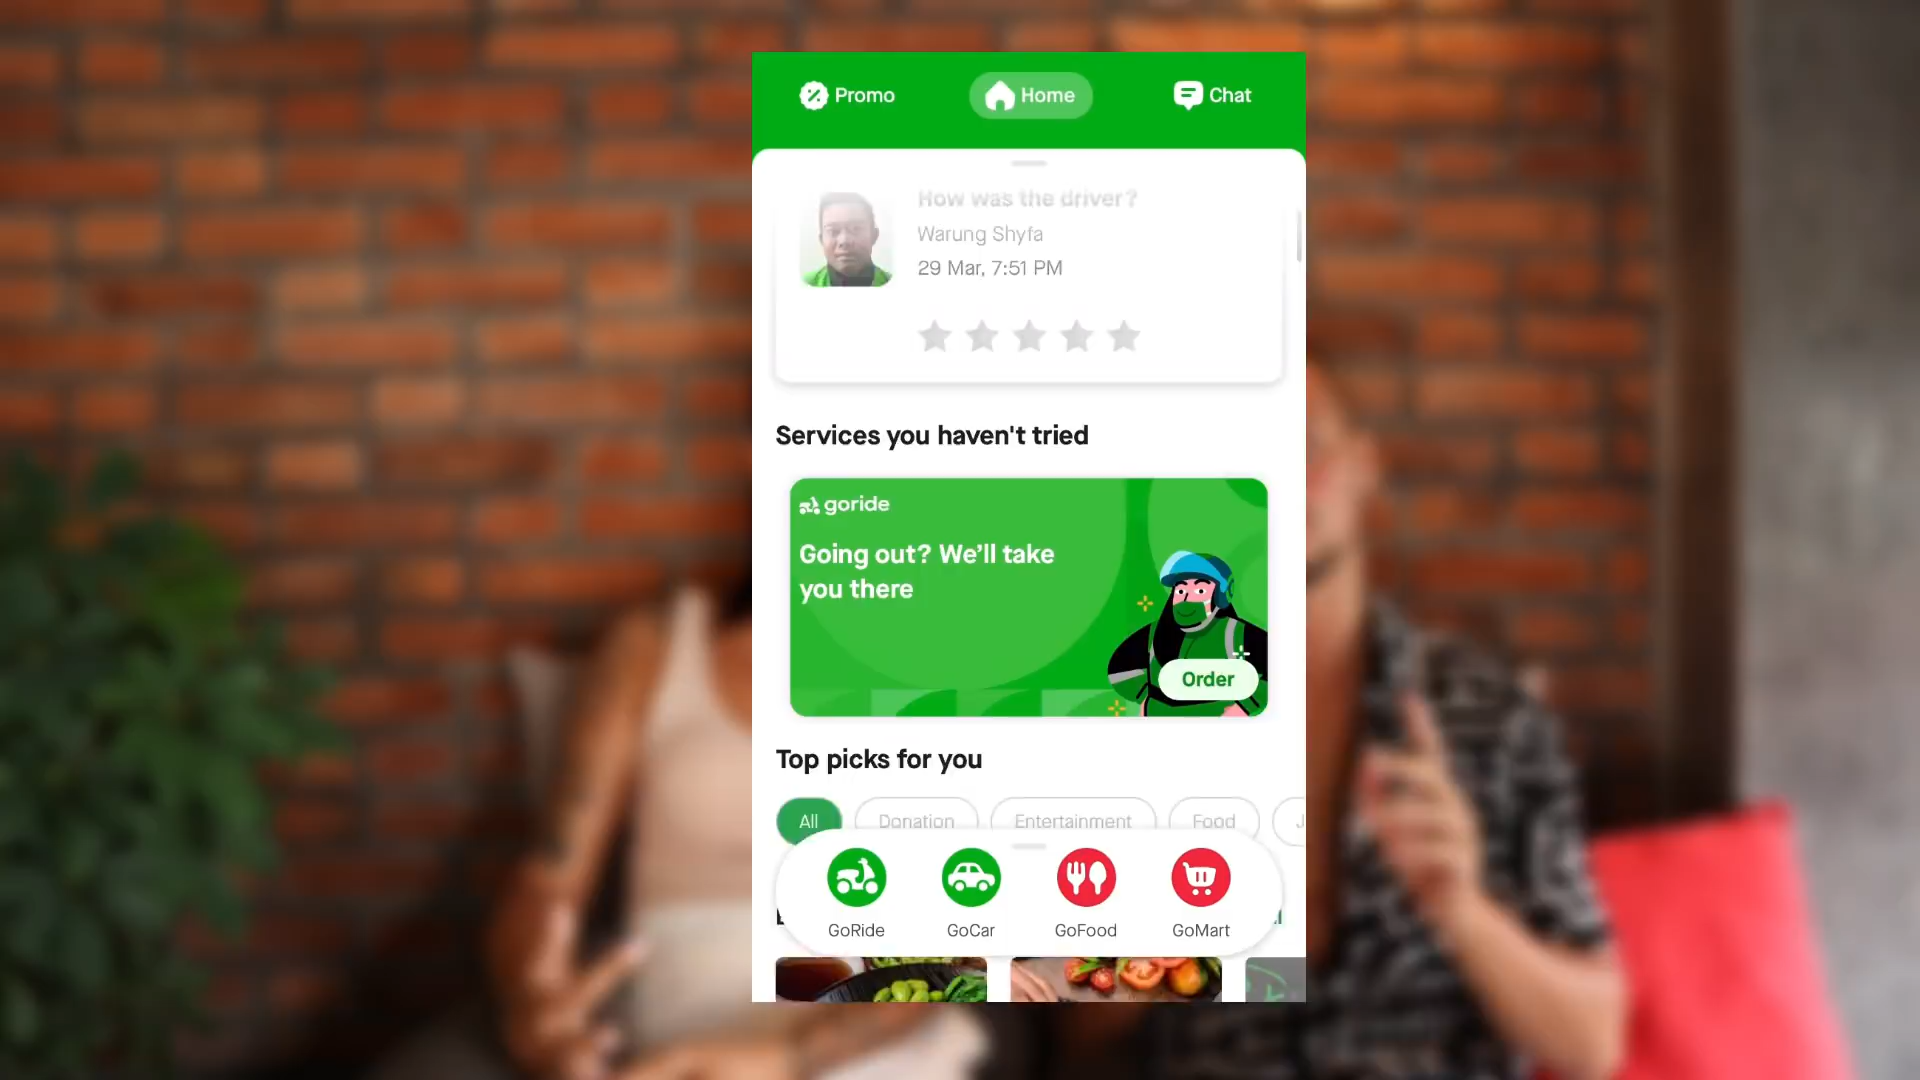 Promo
Home
Chat
How was the driver?
Warung Shyfa
29 Mar, 7:51 PM
Services you haven't tried
goride
Going out? We'll take
you there
Order
Top picks for you
All
Donation
Entertainment
Food
GoRide
GoCar
GoFood
GoMart